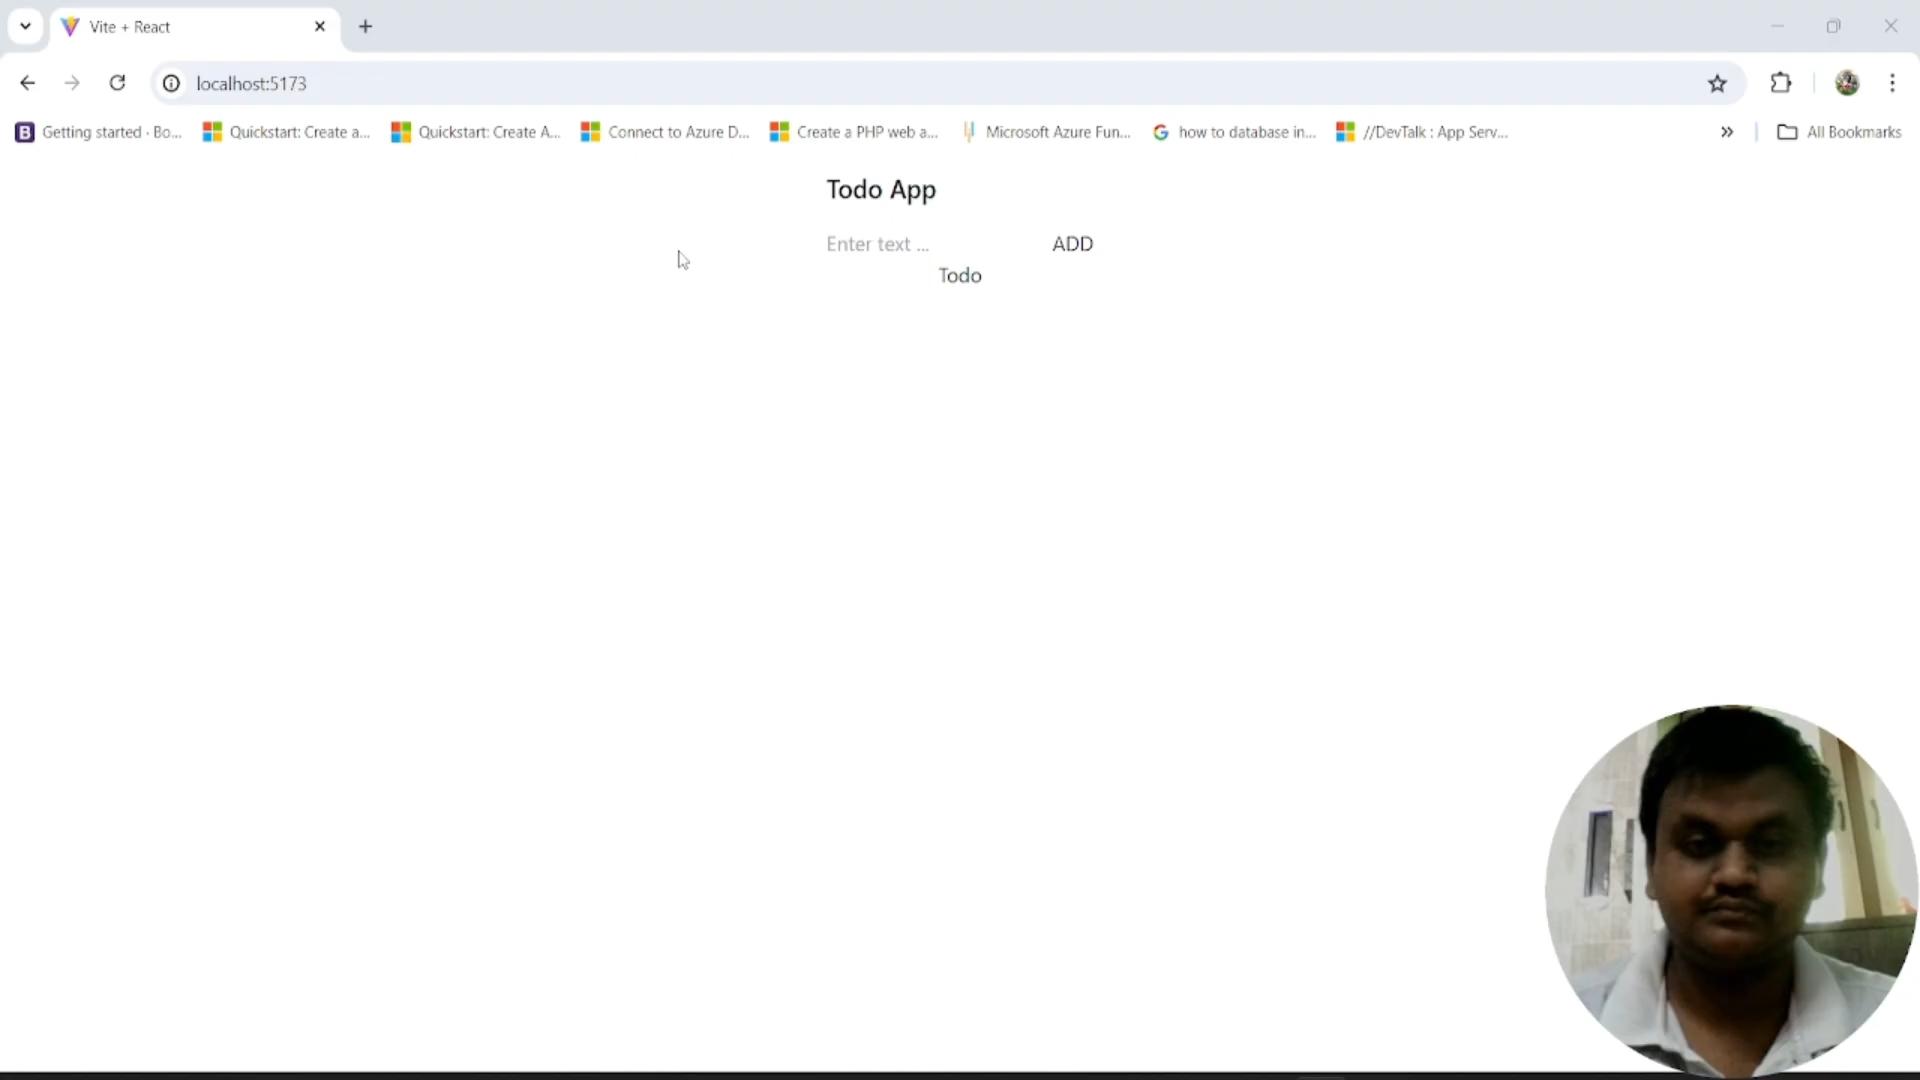 Vite + React
localhost:5173
B Getting started · Bo... Quickstart: Create a... Quickstart: Create A... Connect to Azure D... Create a PHP web a... Microsoft Azure Fun... how to database in... //DevTalk : App Serv... » All Bookmarks
Todo App
Enter text ... ADD
Todo